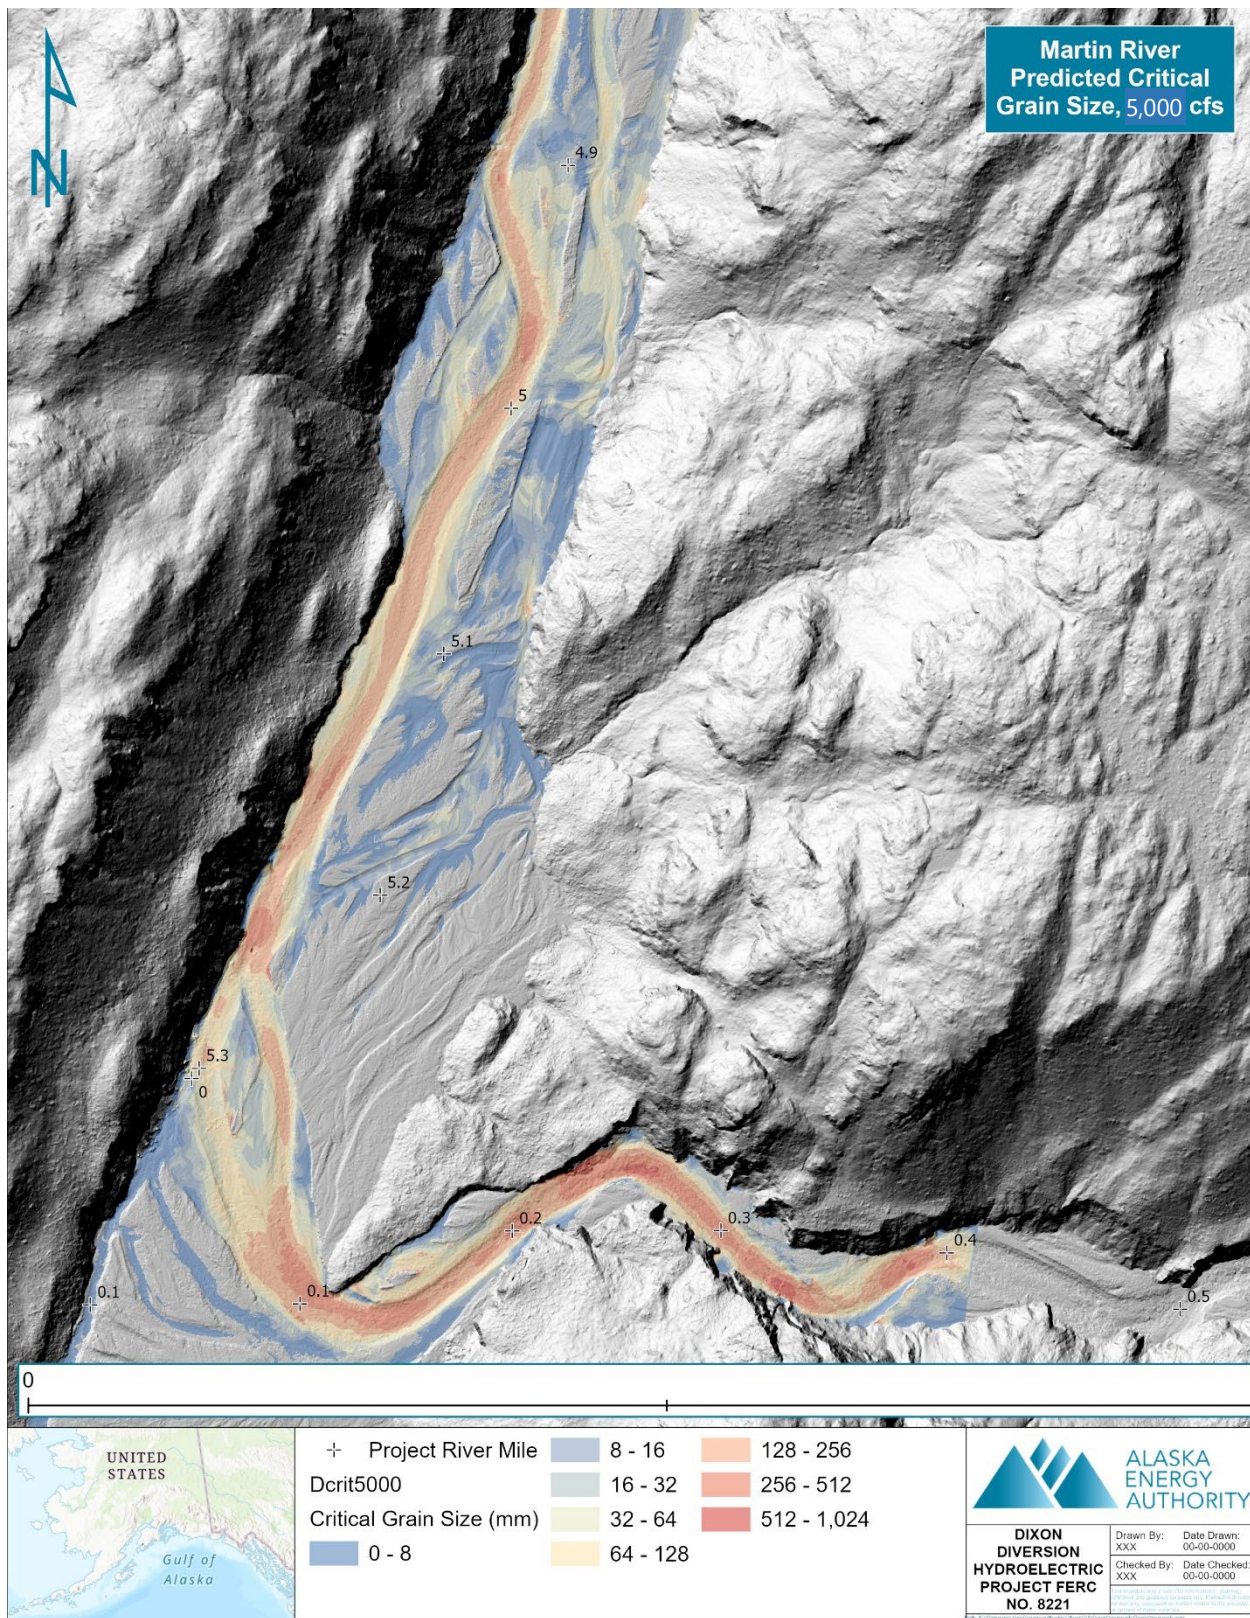 Martin River
Predicted Critical
Grain Size, 5,000 cfs
N
4.9
5
5.1
5.2
5.3
0
0.2
0.3
0.4
0.1
0.1
0.5
0
UNITED
STATES
Gulf of
Alaska
Project River Mile
Dcrit5000
Critical Grain Size (mm)
0 - 8
8 - 16
16 - 32
32 - 64
64 - 128
128 - 256
256 - 512
512 - 1,024
ALASKA
ENERGY
AUTHORITY
DIXON
DIVERSION
HYDROELECTRIC
PROJECT FERC
NO. 8221
Drawn By:
XXX
Date Drawn:
00-00-0000
Checked By:
XXX
Date Checked:
00-00-0000